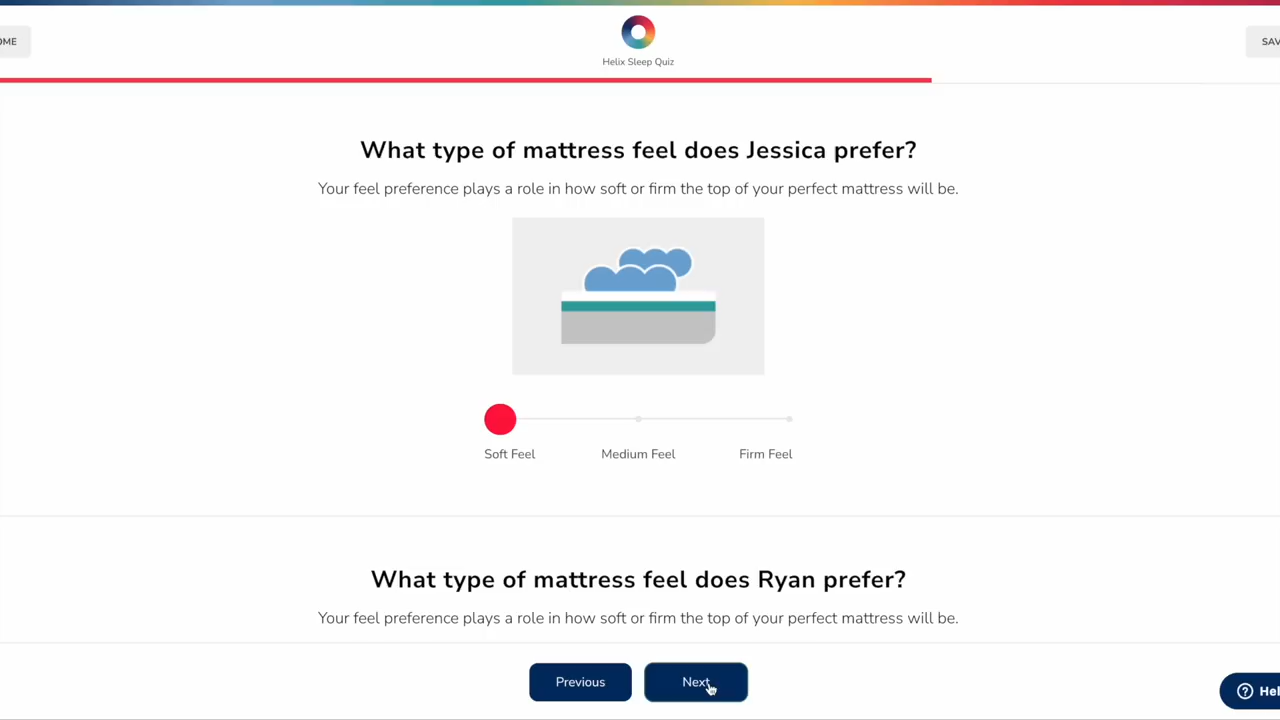 OME
Helix Sleep Quiz
SAV
What type of mattress feel does Jessica prefer?
Your feel preference plays a role in how soft or firm the top of your perfect mattress will be.
Soft Feel Medium Feel Firm Feel
What type of mattress feel does Ryan prefer?
Your feel preference plays a role in how soft or firm the top of your perfect mattress will be.
Previous Next
? Hel